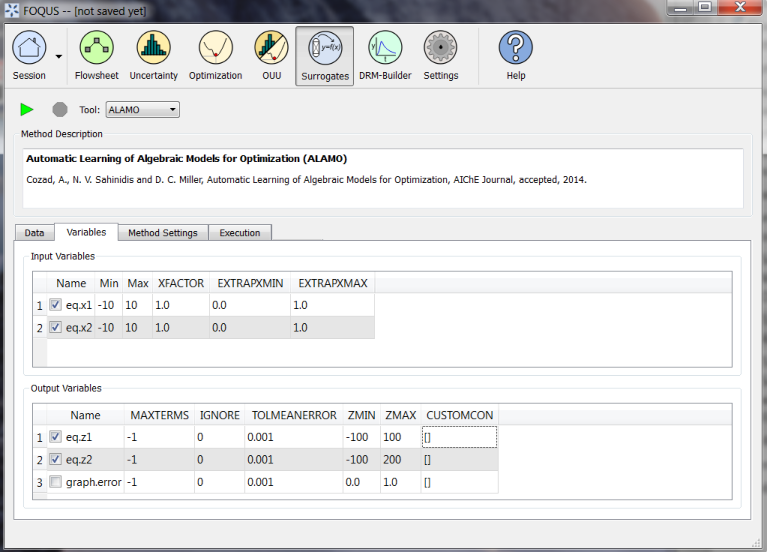 FOQUS -- [not saved yet]
Session Flowsheet Uncertainty Optimization OUU Surrogates DRM-Builder Settings Help
y=f(x)
Tool: ALAMO
Method Description
Automatic Learning of Algebraic Models for Optimization (ALAMO)
Cozad, A., N. V. Sahinidis and D. C. Miller, Automatic Learning of Algebraic Models for Optimization, AIChE Journal, accepted, 2014.
Data Variables Method Settings Execution
Input Variables
Name Min Max XFACTOR EXTRAPXMIN EXTRAPXMAX
1 eq.x1 -10 10 1.0 0.0 1.0
2 eq.x2 -10 10 1.0 0.0 1.0
Output Variables
Name MAXTERMS IGNORE TOLMEANERROR ZMIN ZMAX CUSTOMCON
1 eq.z1 -1 0 0.001 -100 100 []
2 eq.z2 -1 0 0.001 -100 200 []
3 graph.error -1 0 0.001 0.0 1.0 []